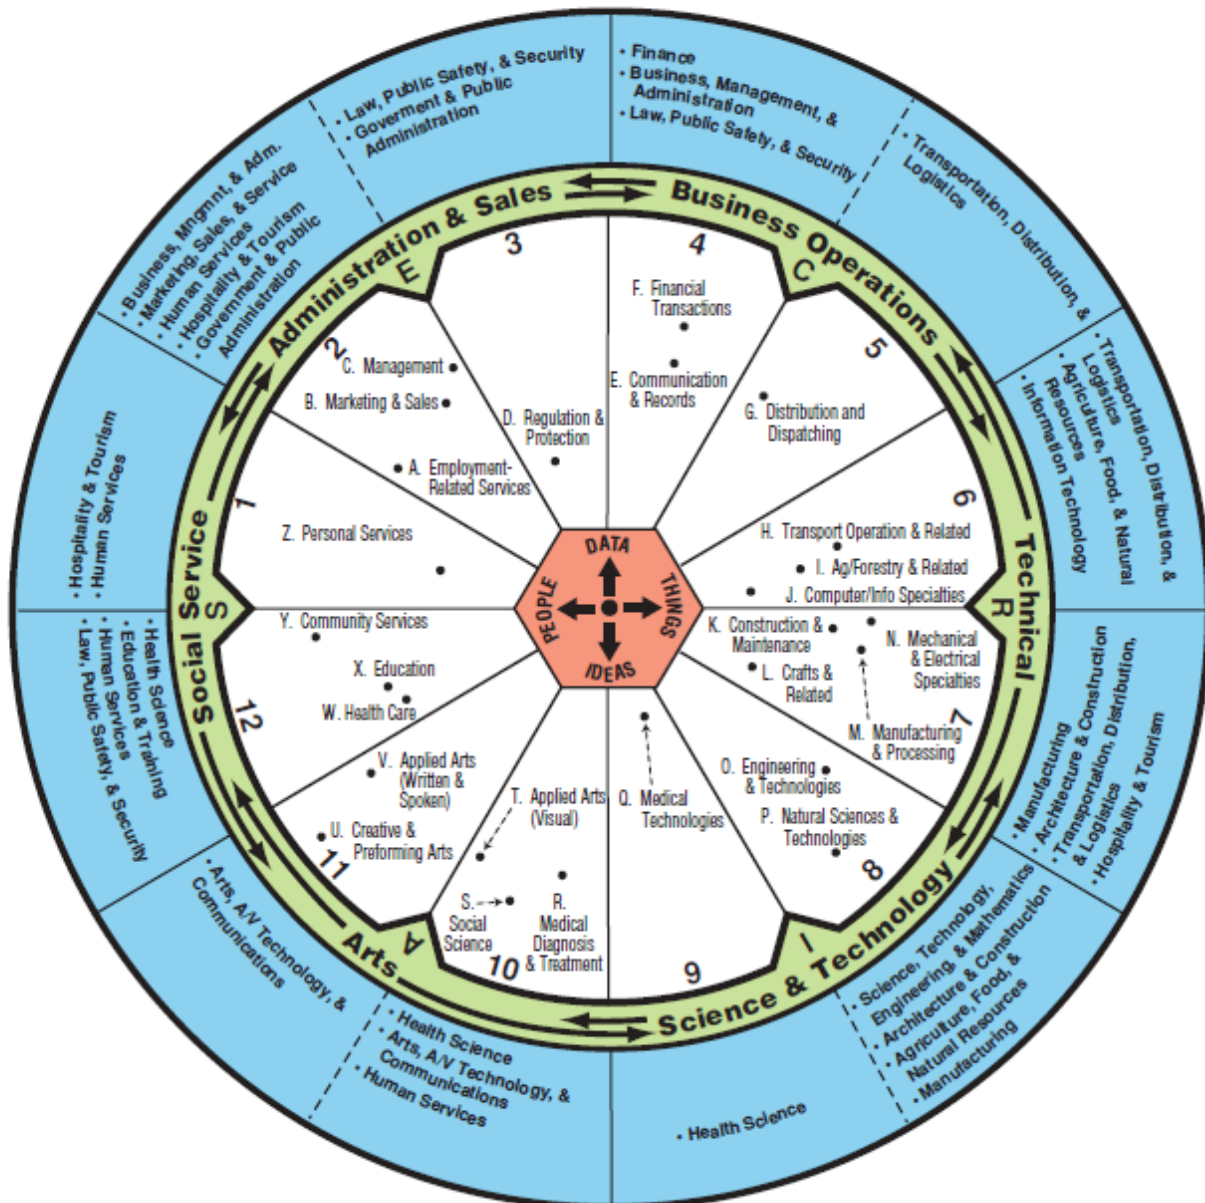 • Law, Public Safety, & Security
• Goverment & Public
Administration
• Finance
• Business, Management, &
Administration
• Law, Public Safety, & Security
• Transportation, Distribution, &
Logistics
• Transportation, Distribution, &
Logistics
• Agriculture, Food, & Natural
Resources
• Information Technology
• Manufacturing
• Architecture & Construction
• Transportation, Distribution,
& Logistics
• Hospitality & Tourism
• Science, Technology,
Engineering, & Mathematics
• Architecture & Construction
• Agriculture, Food, &
Natural Resources
• Manufacturing
• Health Science
• Health Science
• Arts, A/V Technology, &
Communications
• Human Services
• Arts, A/V Technology, &
Communications
• Health Science
• Education & Training
• Human Services
• Law, Public Safety, & Security
• Hospitality & Tourism
• Human Services
• Business, Mngmnt, & Adm.
• Marketing, Sales, & Service
• Human Services
• Hospitality & Tourism
• Government & Public
Administration
Administration & Sales
Business Operations
Technical
Science & Technology
Arts
Social Service
E
C
R
I
A
S
1
2
3
4
5
6
7
8
9
10
11
12
C. Management
B. Marketing & Sales
A. Employment-
Related Services
D. Regulation &
Protection
F. Financial
Transactions
E. Communication
& Records
G. Distribution and
Dispatching
H. Transport Operation & Related
I. Ag/Forestry & Related
J. Computer/Info Specialties
K. Construction &
Maintenance
L. Crafts &
Related
N. Mechanical
& Electrical
Specialties
M. Manufacturing
& Processing
O. Engineering
& Technologies
P. Natural Sciences &
Technologies
Q. Medical
Technologies
R.
Medical
Diagnosis
& Treatment
S.
Social
Science
T. Applied Arts
(Visual)
U. Creative &
Preforming Arts
V. Applied Arts
(Written &
Spoken)
W. Health Care
X. Education
Y. Community Services
Z. Personal Services
DATA
THINGS
IDEAS
PEOPLE